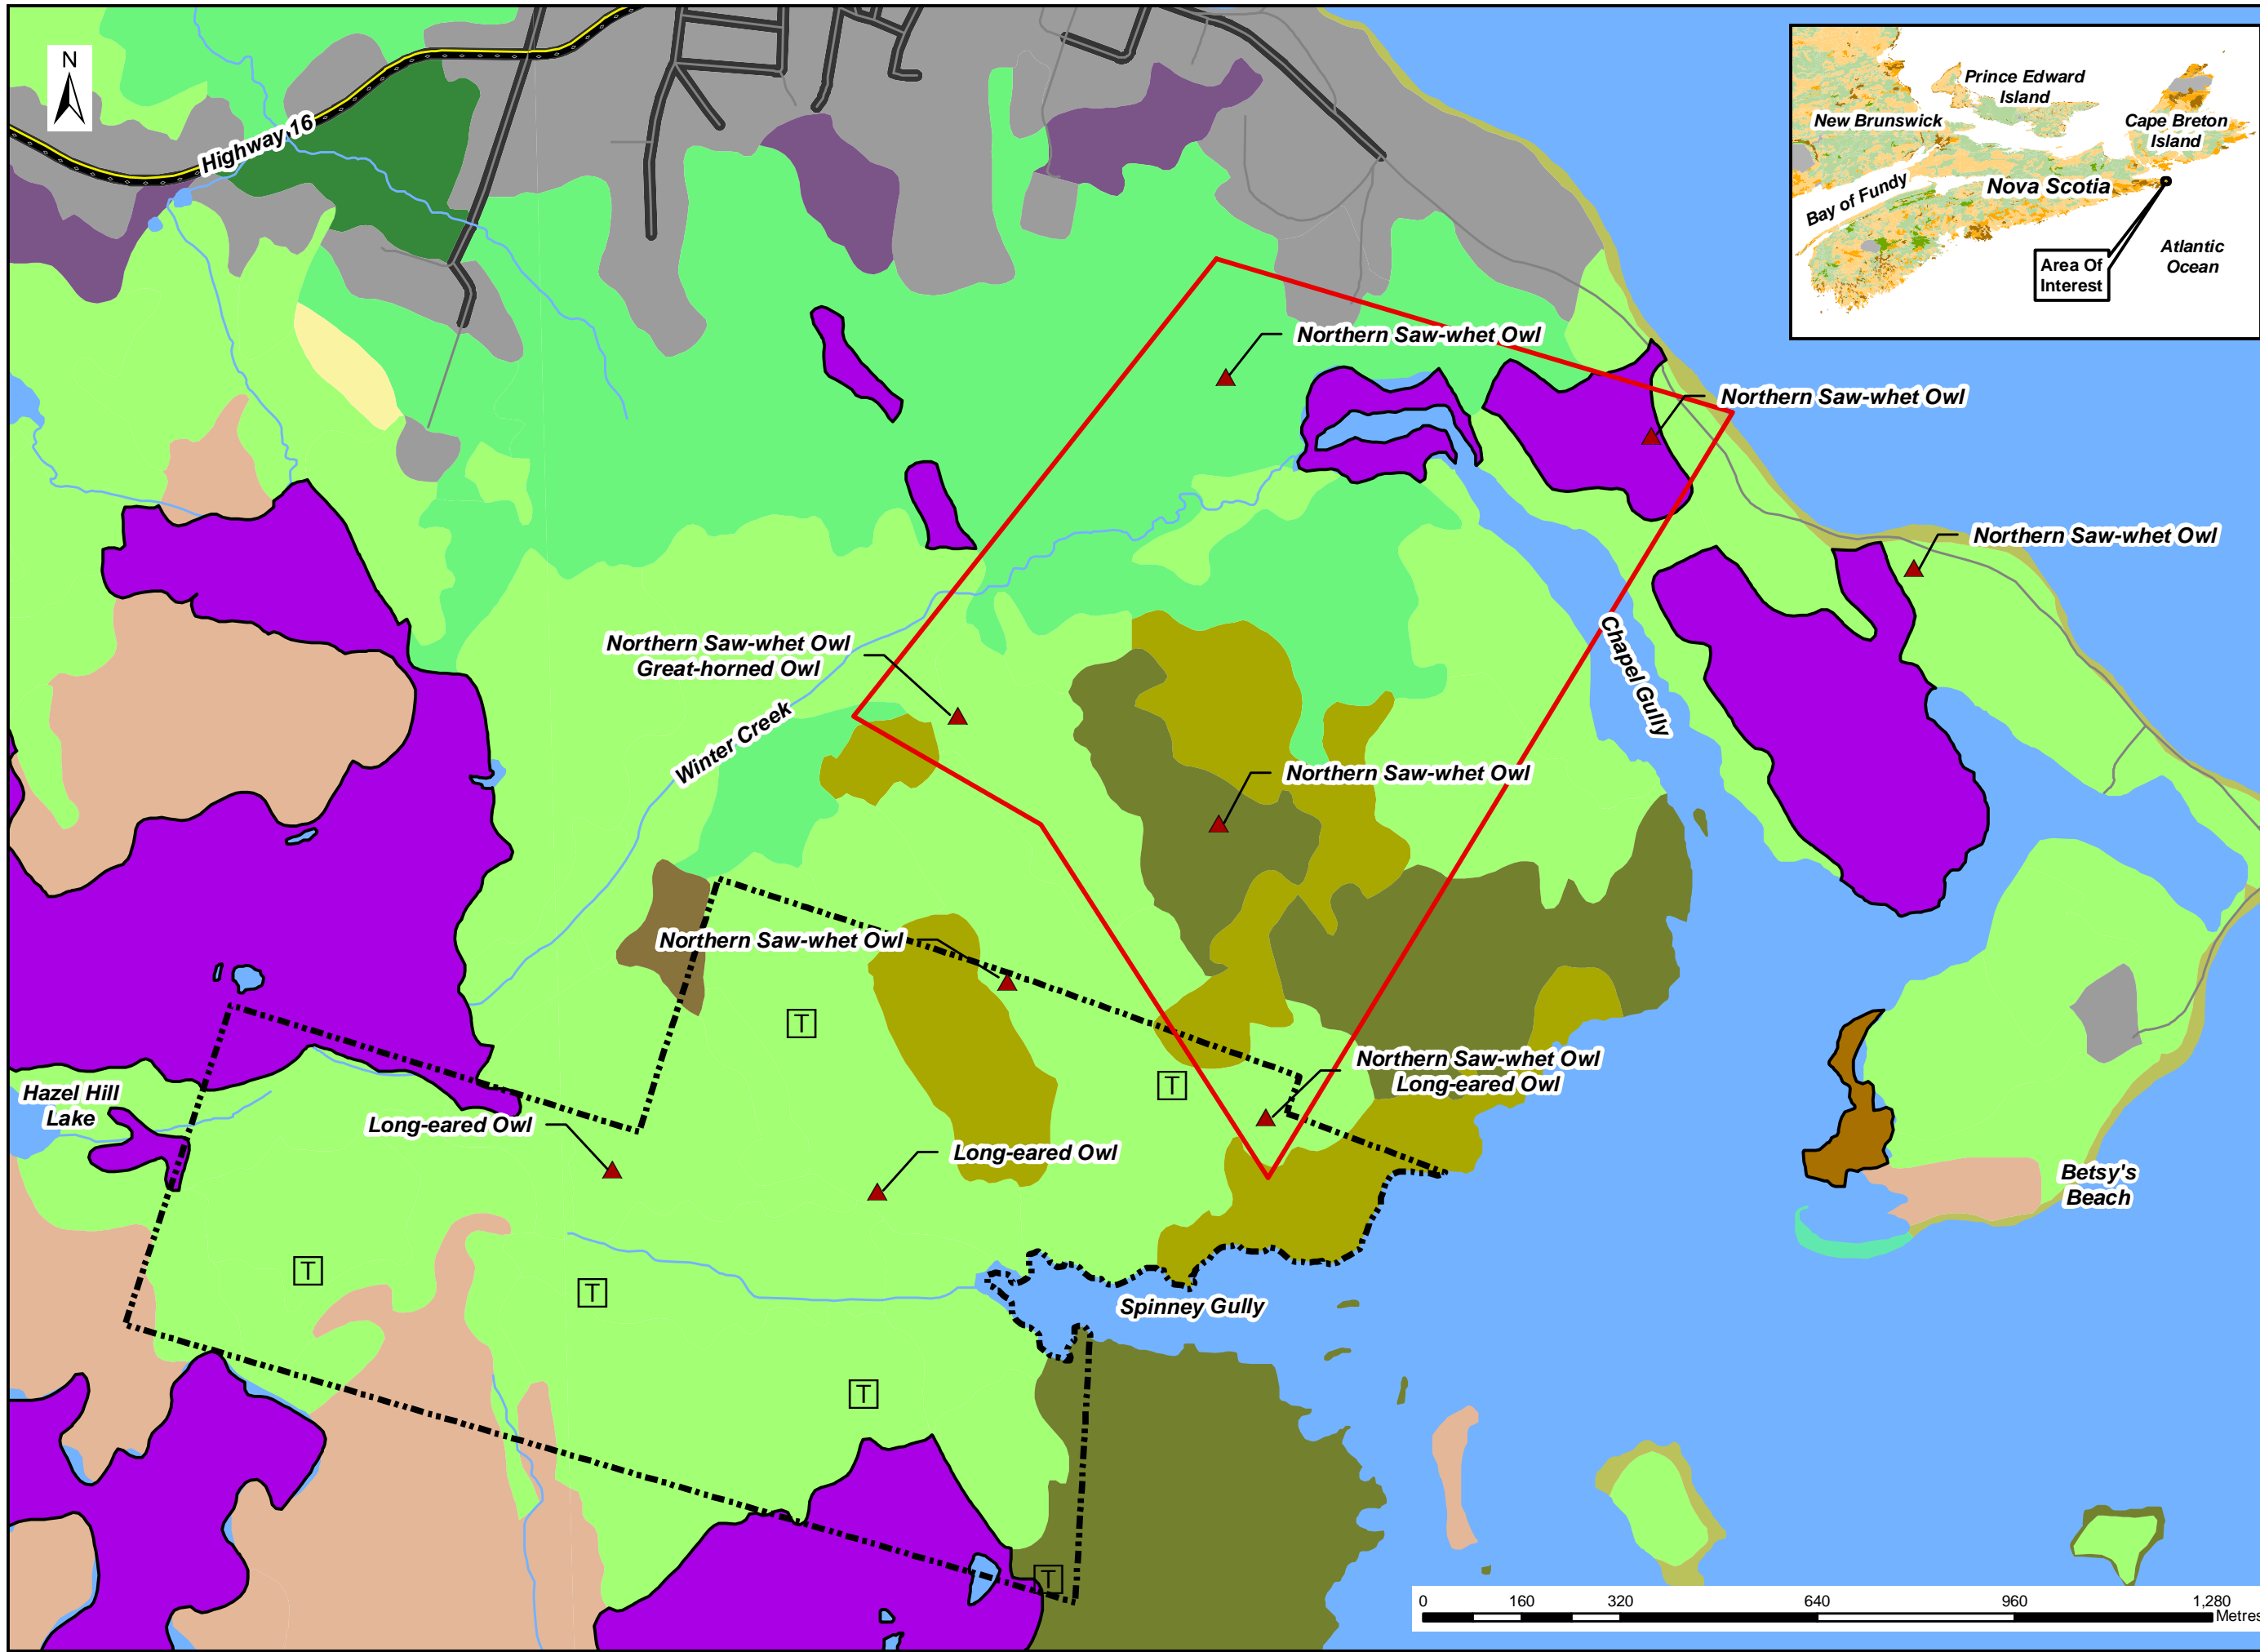 N
Highway 16
Prince Edward
Island
New Brunswick
Cape Breton
Island
Nova Scotia
Bay of Fundy
Atlantic
Ocean
Area Of
Interest
Northern Saw-whet Owl
Northern Saw-whet Owl
Northern Saw-whet Owl
Northern Saw-whet Owl
Great-horned Owl
Chapel Gully
Winter Creek
Northern Saw-whet Owl
Northern Saw-whet Owl
T
Northern Saw-whet Owl
Long-eared Owl
T
Hazel Hill
Lake
Long-eared Owl
Long-eared Owl
Betsy's
Beach
T
T
Spinney Gully
T
T
0 160 320 640 960 1,280
Metres